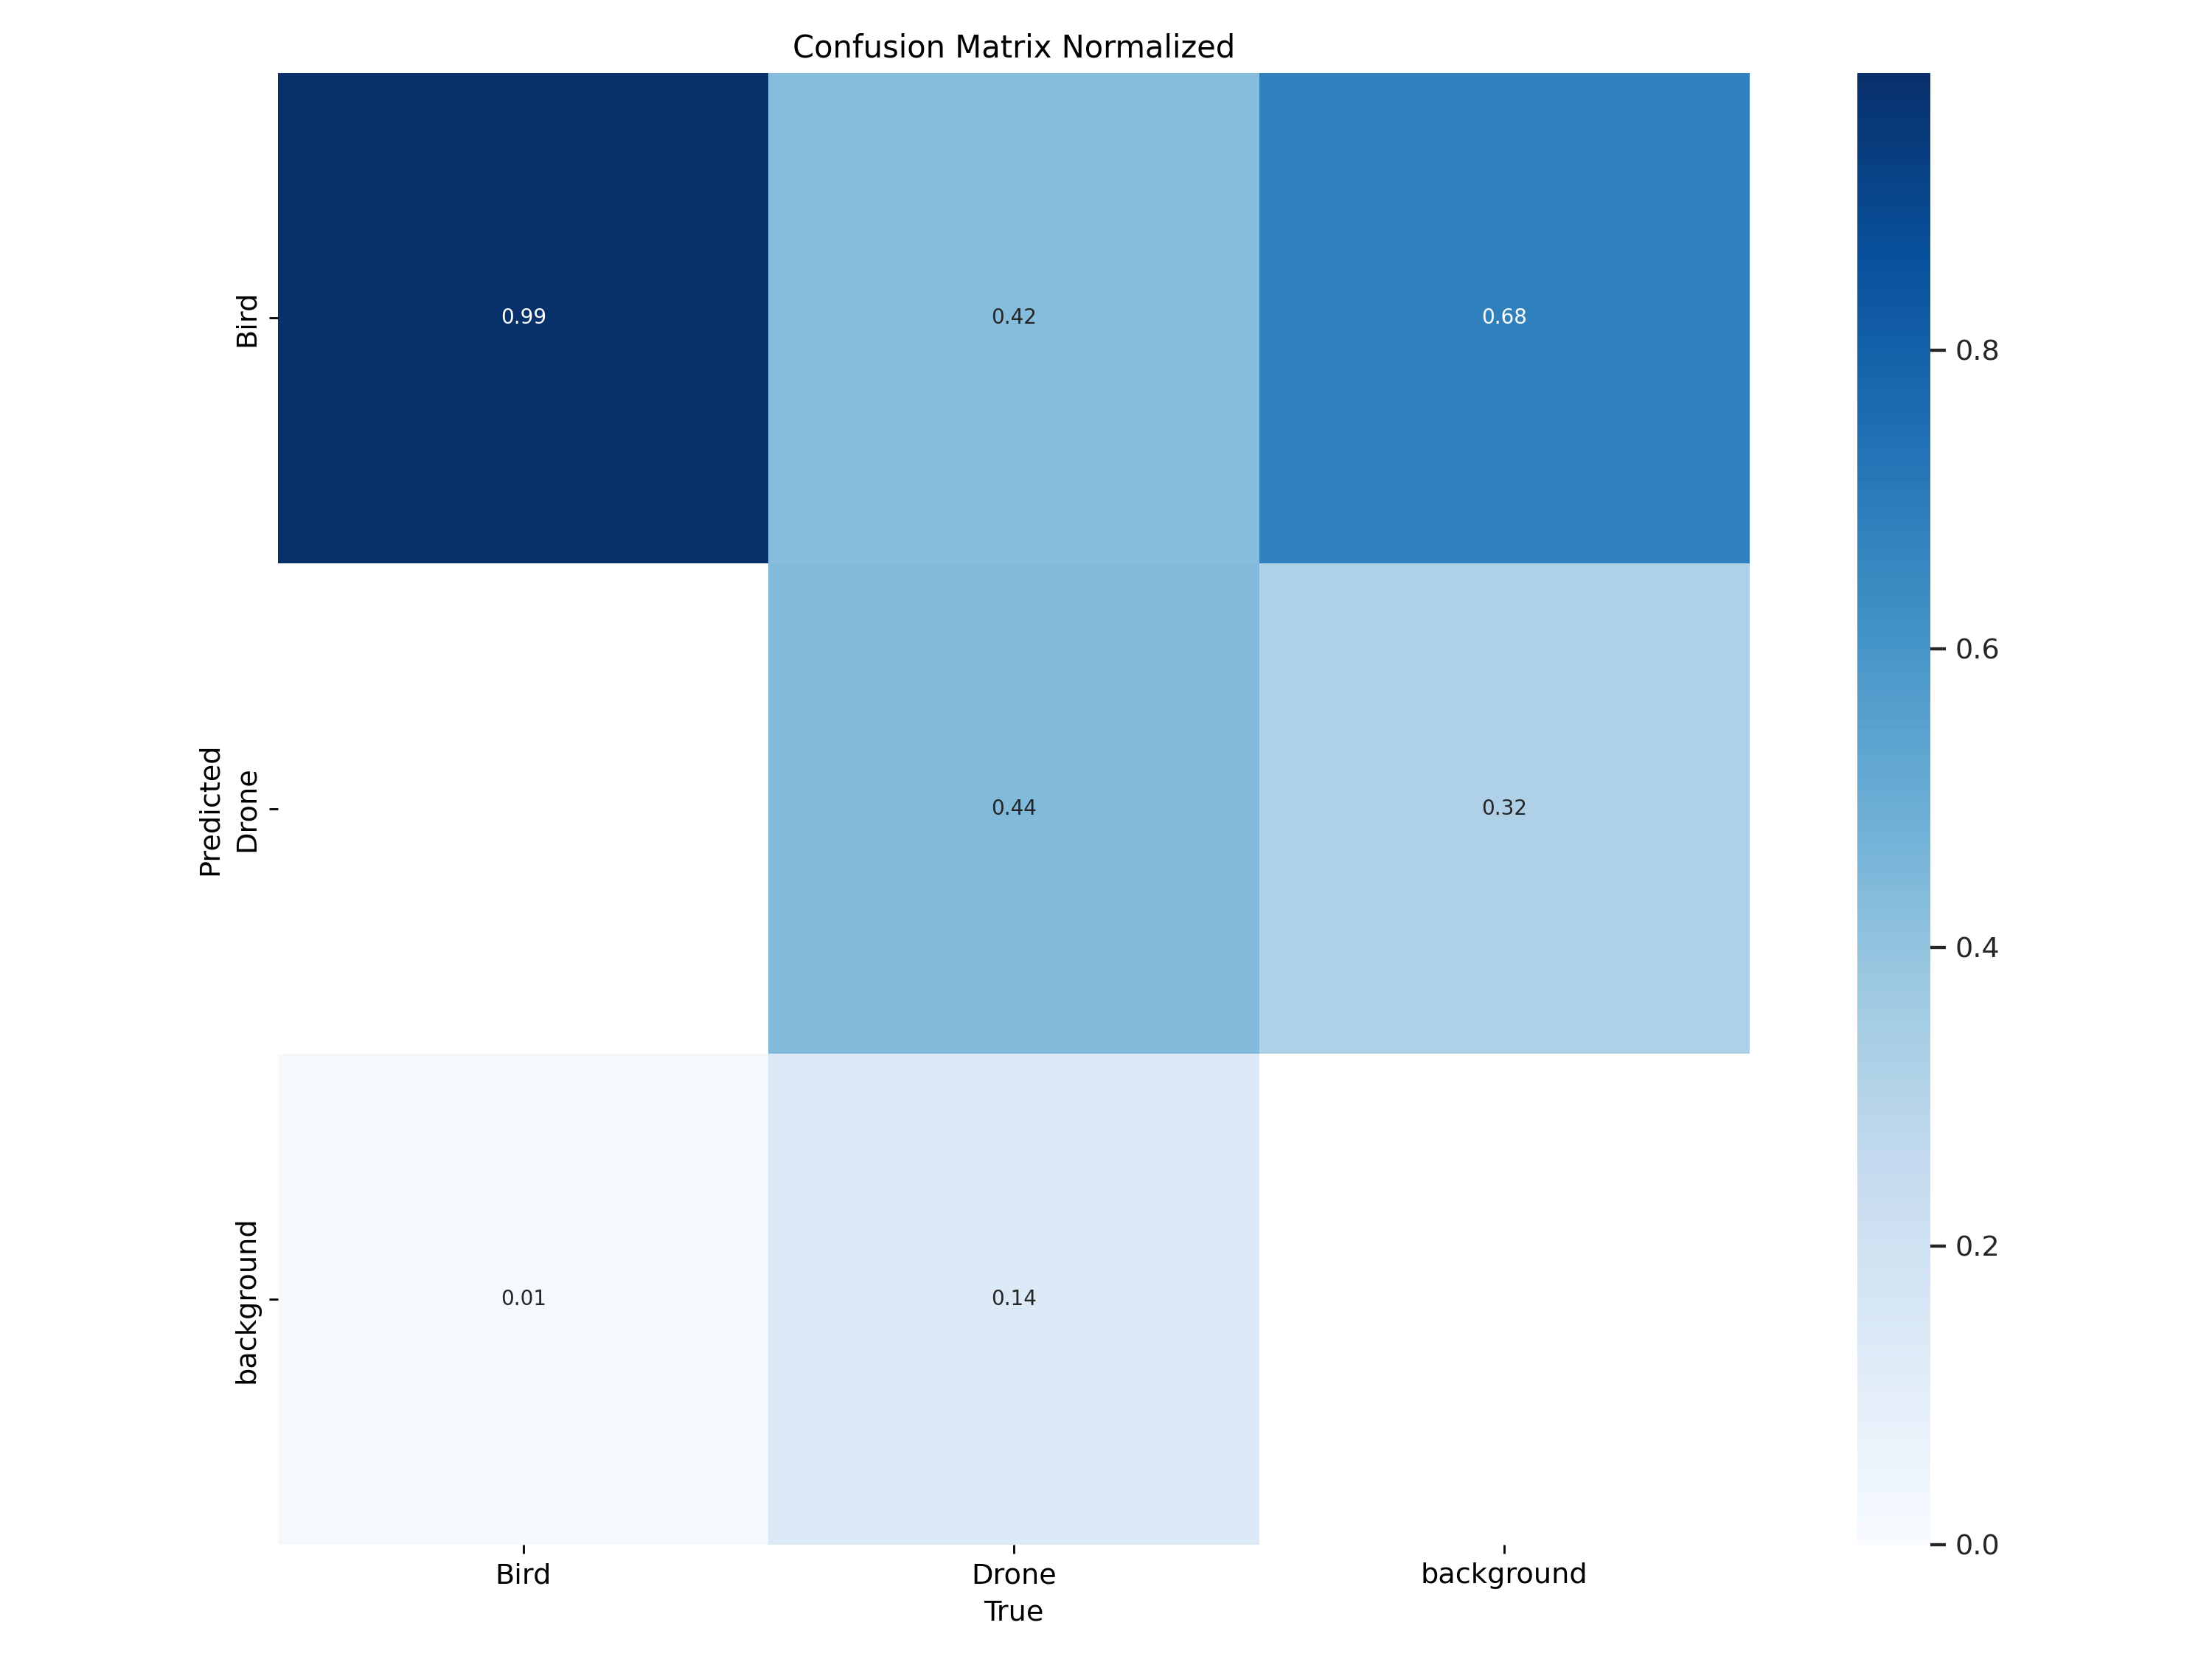 Confusion Matrix Normalized
Bird
0.99
0.42
0.68
0.8
0.6
Predicted
Drone
0.44
0.32
0.4
0.2
background
0.01
0.14
0.0
Bird
Drone
background
True